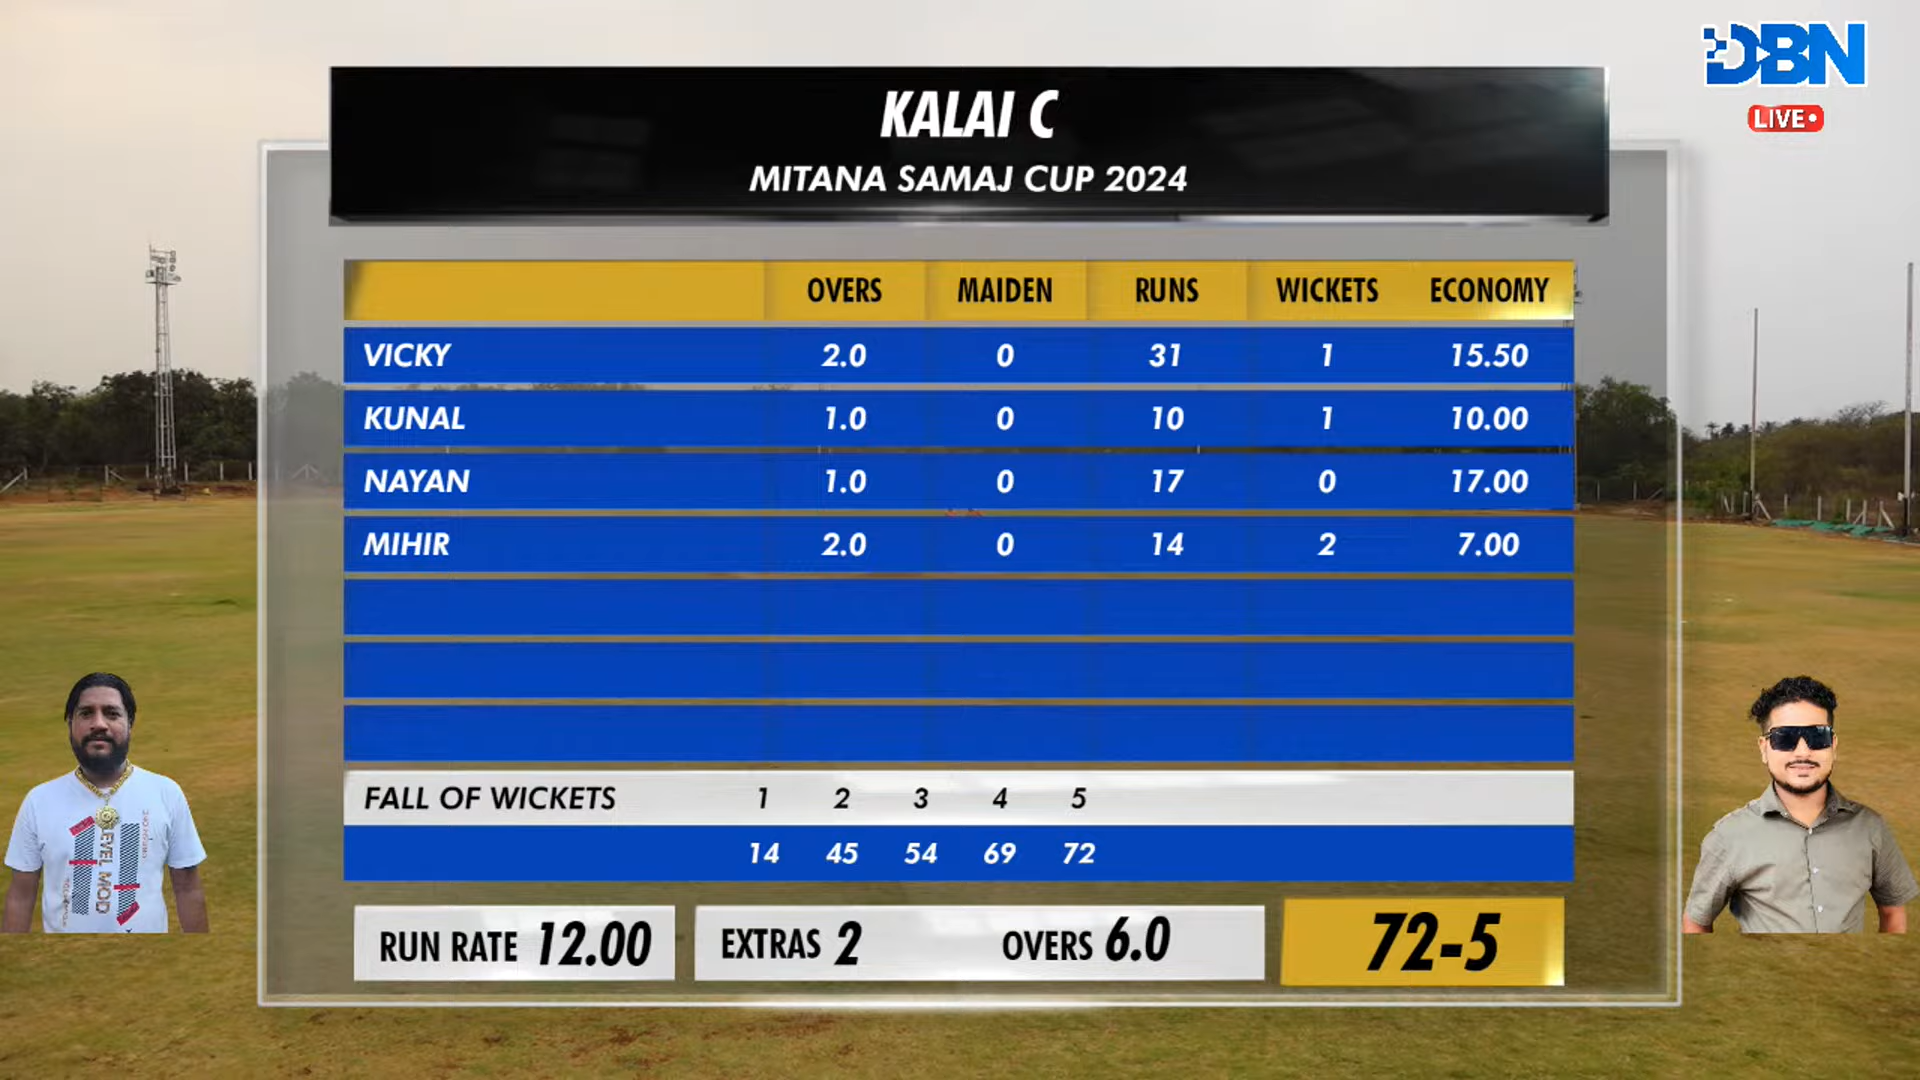 DBN
LIVE
KALAI C
MITANA SAMAJ CUP 2024
OVERS MAIDEN RUNS WICKETS ECONOMY
VICKY 2.0 0 31 1 15.50
KUNAL 1.0 0 10 1 10.00
NAYAN 1.0 0 17 0 17.00
MIHIR 2.0 0 14 2 7.00
FALL OF WICKETS 1 2 3 4 5
14 45 54 69 72
RUN RATE 12.00 EXTRAS 2 OVERS 6.0 72-5
LEVEL MOD